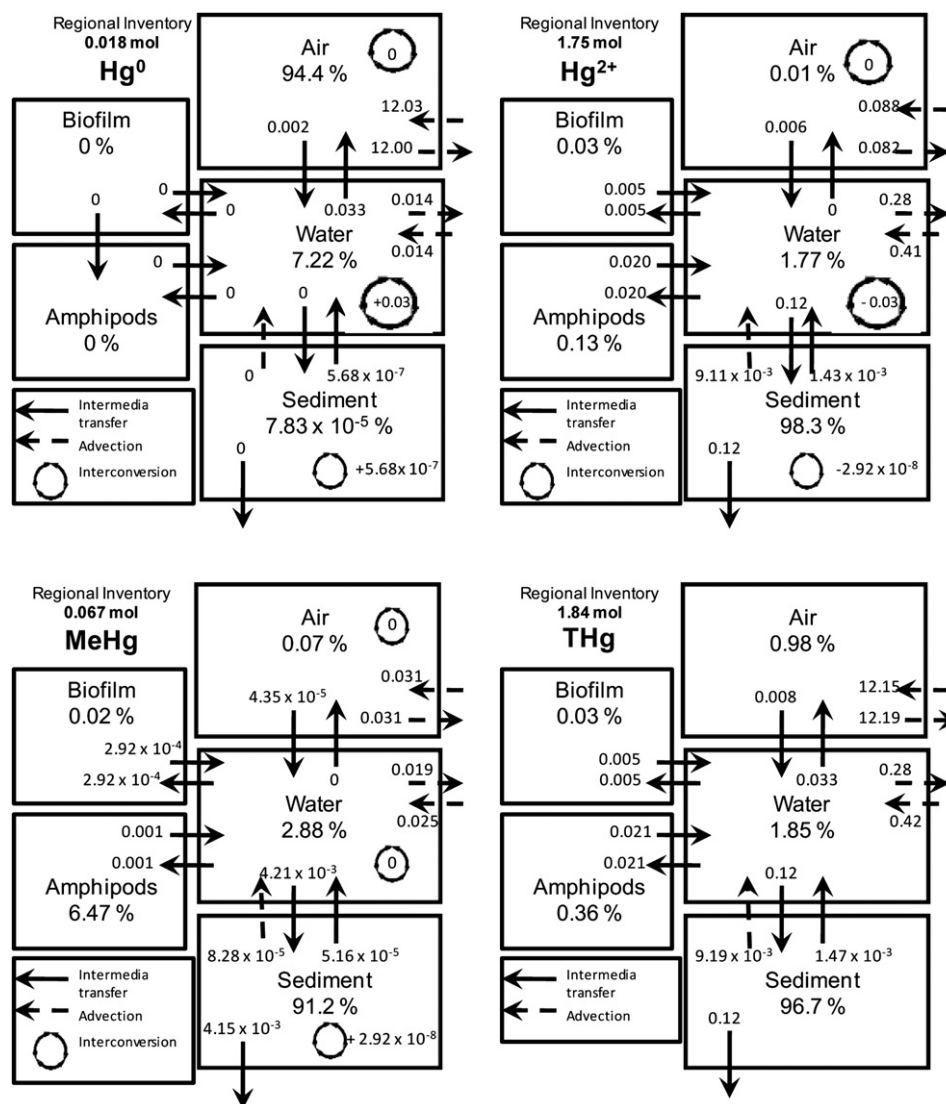 Regional Inventory
0.018 mol
Hg⁰
Air
94.4 %
0
12.03
12.00
0.002
Biofilm
0 %
0
0
0
0.033
0.014
0.014
Water
7.22 %
+0.03
0
0
0
Amphipods
0 %
0
5.68 x 10⁻⁷
Sediment
7.83 x 10⁻⁵ %
0
+5.68x 10⁻⁷
Intermedia
transfer
Advection
Interconversion
Regional Inventory
1.75 mol
Hg²⁺
Air
0.01 %
0
0.088
0.082
0.006
Biofilm
0.03 %
0.005
0.005
0
0.28
0.41
Water
1.77 %
- 0.03
0.020
0.020
0.12
Amphipods
0.13 %
9.11 x 10⁻³
1.43 x 10⁻³
Sediment
98.3 %
0.12
-2.92 x 10⁻⁸
Intermedia
transfer
Advection
Interconversion
Regional Inventory
0.067 mol
MeHg
Air
0.07 %
0
0.031
0.031
4.35 x 10⁻⁵
Biofilm
0.02 %
2.92 x 10⁻⁴
2.92 x 10⁻⁴
0
0.019
0.025
Water
2.88 %
0
0.001
0.001
4.21 x 10⁻³
Amphipods
6.47 %
8.28 x 10⁻⁵
5.16 x 10⁻⁵
Sediment
91.2 %
4.15 x 10⁻³
+ 2.92 x 10⁻⁸
Intermedia
transfer
Advection
Interconversion
Regional Inventory
1.84 mol
THg
Air
0.98 %
12.15
12.19
0.008
Biofilm
0.03 %
0.005
0.005
0.033
0.28
0.42
Water
1.85 %
0.021
0.021
0.12
Amphipods
0.36 %
9.19 x 10⁻³
1.47 x 10⁻³
Sediment
96.7 %
0.12
Intermedia
transfer
Advection